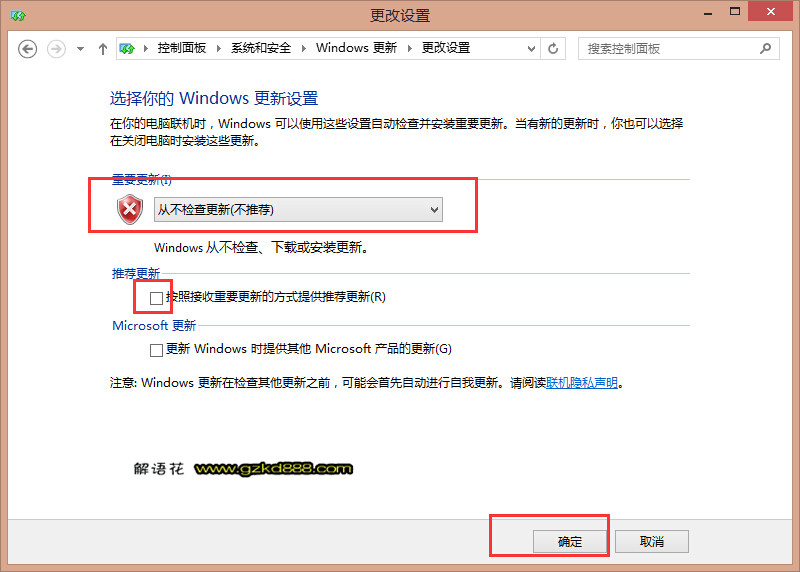 更改设置
控制面板 系统和安全 Windows 更新 更改设置
搜索控制面板
选择你的 Windows 更新设置
在你的电脑联机时，Windows 可以使用这些设置自动检查并安装重要更新。当有新的更新时，你也可以选择
在关闭电脑时安装这些更新。
重要更新(I)
从不检查更新(不推荐)
Windows 从不检查、下载或安装更新。
推荐更新
按照接收重要更新的方式提供推荐更新(R)
Microsoft 更新
更新 Windows 时提供其他 Microsoft 产品的更新(G)
注意: Windows 更新在检查其他更新之前，可能会首先自动进行自我更新。请阅读联机隐私声明。
解语花 www.gzkd888.com
确定 取消